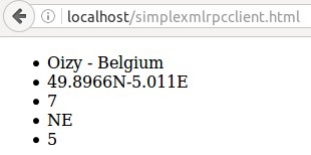 localhost/simplexmlrpcclient.html
Oizy - Belgium
49.8966N-5.011E
7
NE
5